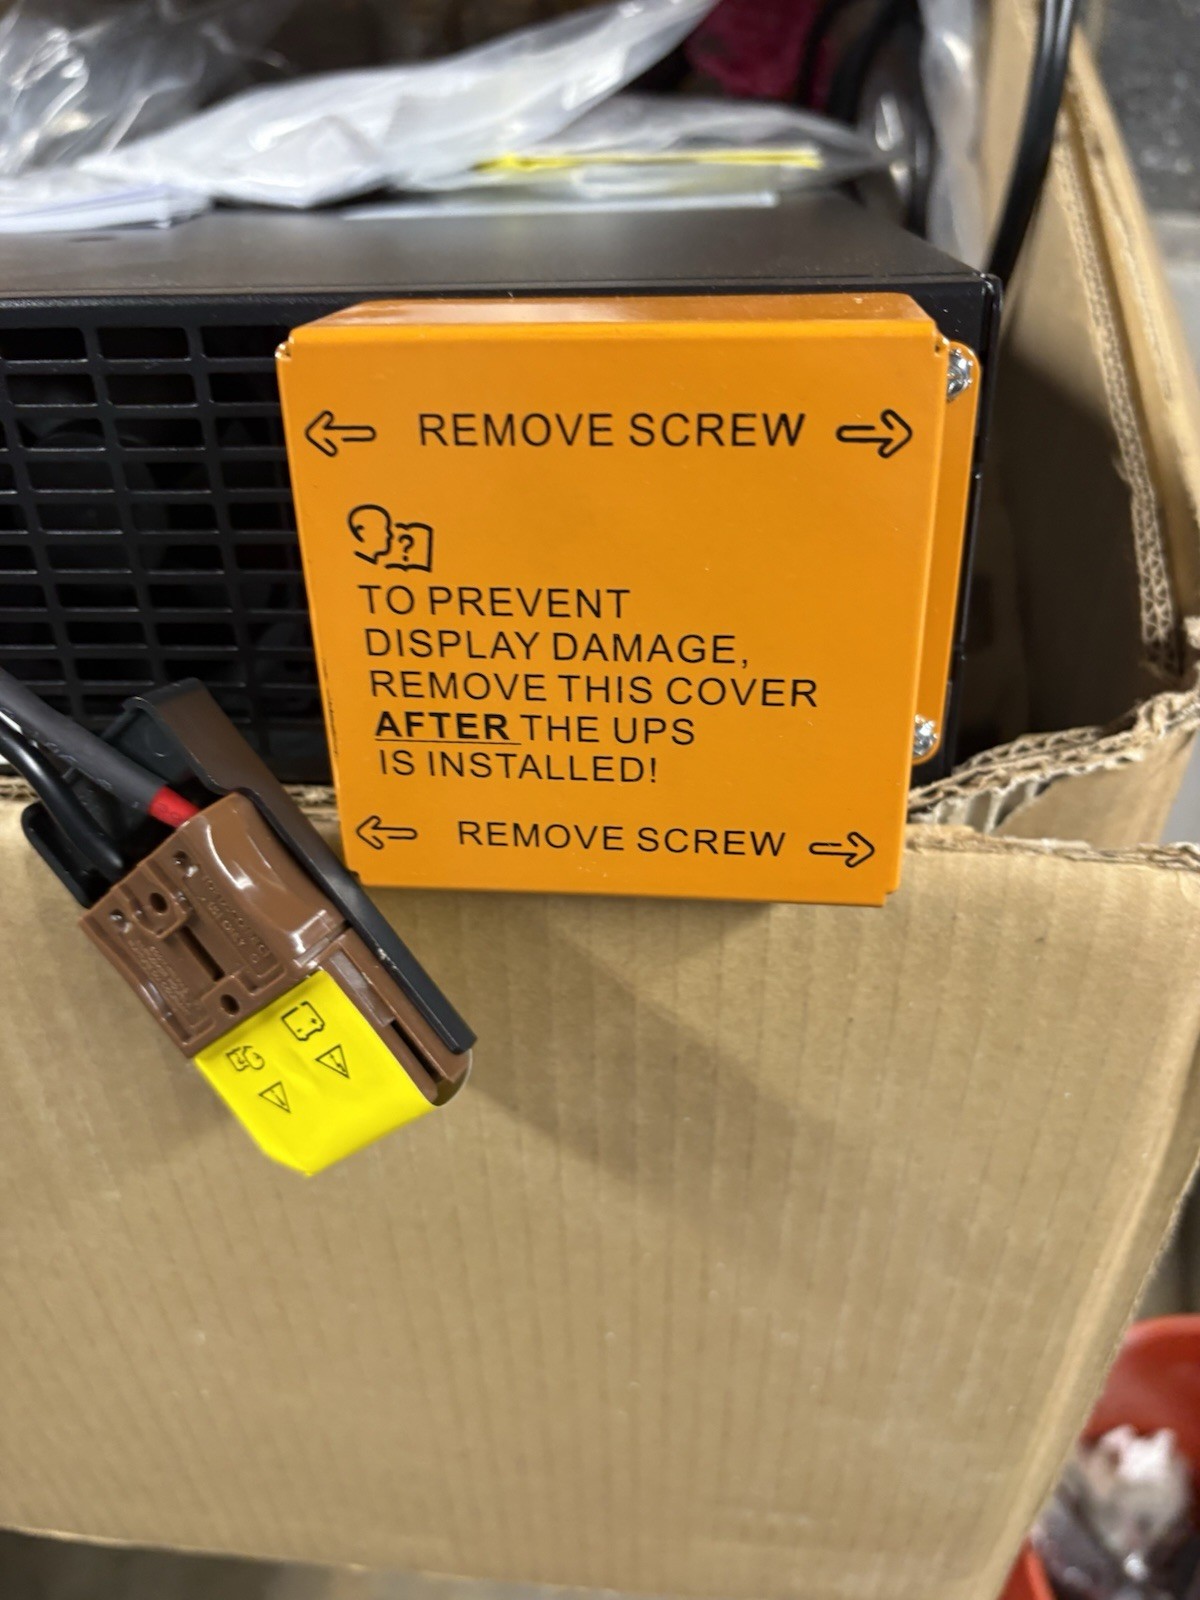 REMOVE SCREW
?
TO PREVENT
DISPLAY DAMAGE,
REMOVE THIS COVER
AFTER THE UPS
IS INSTALLED!
REMOVE SCREW